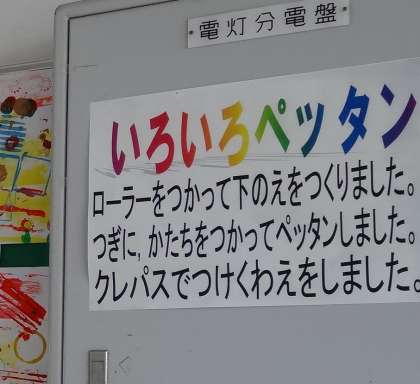 電灯分電盤
いろいろペッタン
ローラーをつかって下のえをつくりました。
つぎに,かたちをつかってペッタンしました。
クレパスでつけくわえをしました。